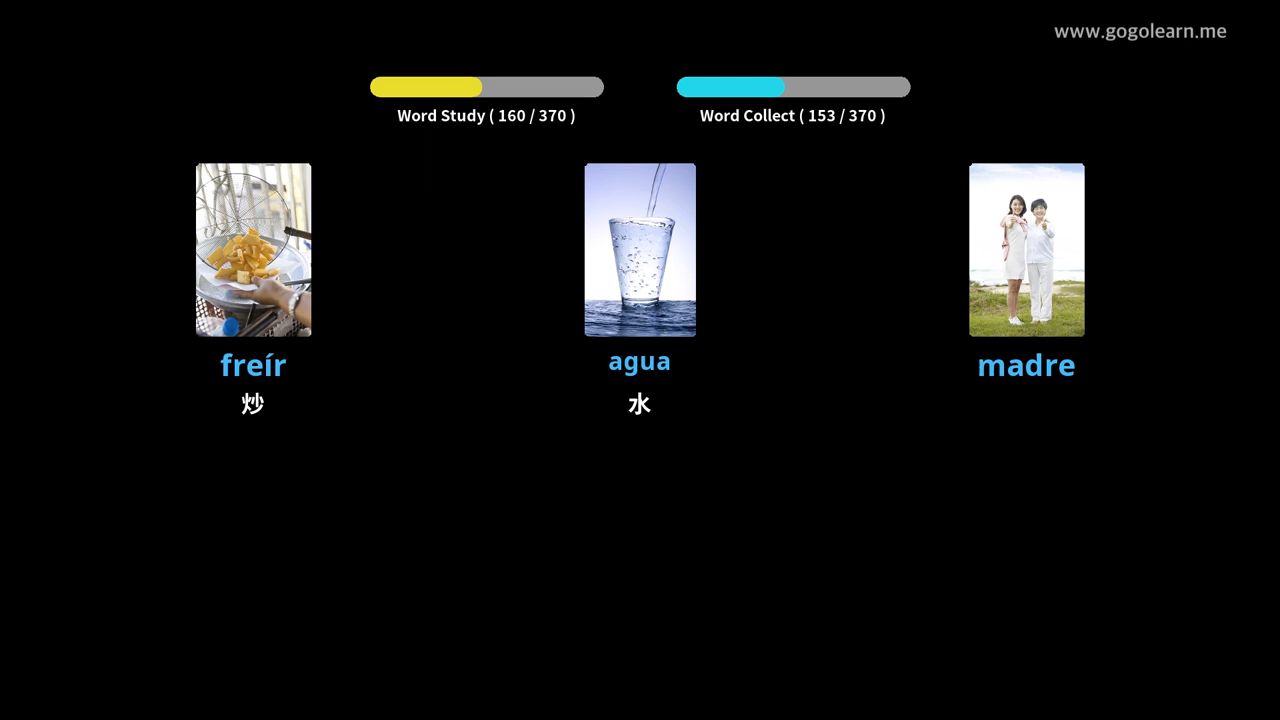 www.gogolearn.me
Word Study ( 160 / 370 )
Word Collect ( 153 / 370 )
freír
agua
madre
炒
水